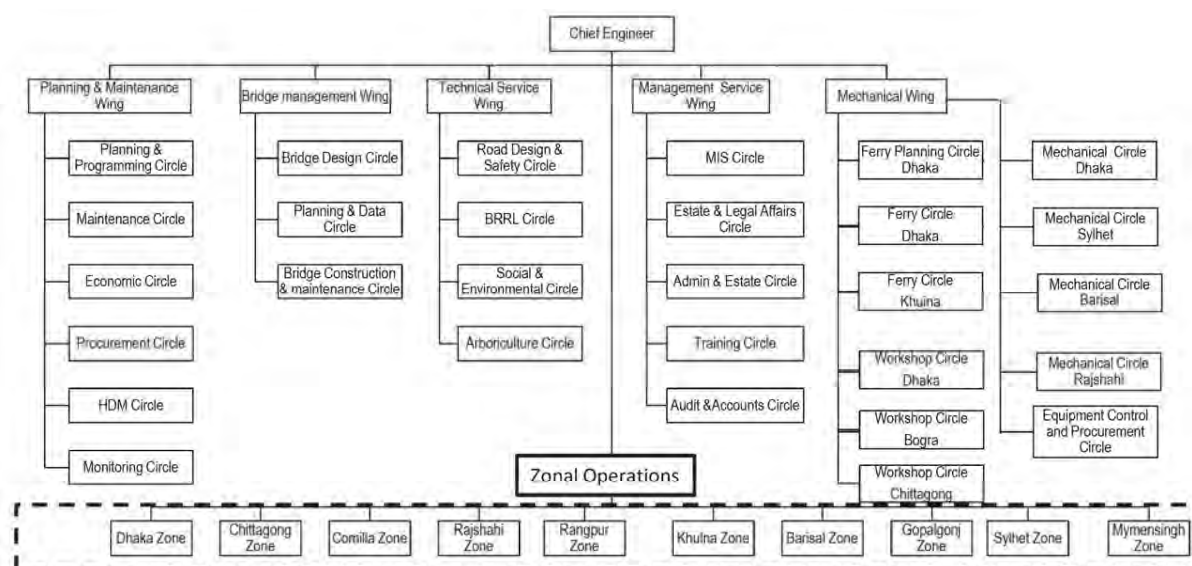 Chief Engineer
Planning & Maintenance
Wing
Bridge management Wing
Technical Service
Wing
Management Service
Wing
Mechanical Wing
Planning &
Programming Circle
Maintenance Circle
Economic Circle
Procurement Circle
HDM Circle
Monitoring Circle
Bridge Design Circle
Planning & Data
Circle
Bridge Construction
& maintenance Circle
Road Design &
Safety Circle
BRRL Circle
Social &
Environmental Circle
Arboriculture Circle
MIS Circle
Estate & Legal Affairs
Circle
Admin & Estate Circle
Training Circle
Audit &Accounts Circle
Ferry Planning Circle
Dhaka
Ferry Circle
Dhaka
Ferry Circle
Khulna
Workshop Circle
Dhaka
Workshop Circle
Bogra
Workshop Circle
Chittagong
Mechanical Circle
Dhaka
Mechanical Circle
Sylhet
Mechanical Circle
Barisal
Mechanical Circle
Rajshahi
Equipment Control
and Procurement
Circle
Zonal Operations
Dhaka Zone
Chittagong
Zone
Comilla Zone
Rajshahi
Zone
Rangpur
Zone
Khulna Zone
Barisal Zone
Gopalgonj
Zone
Sylhet Zone
Mymensingh
Zone